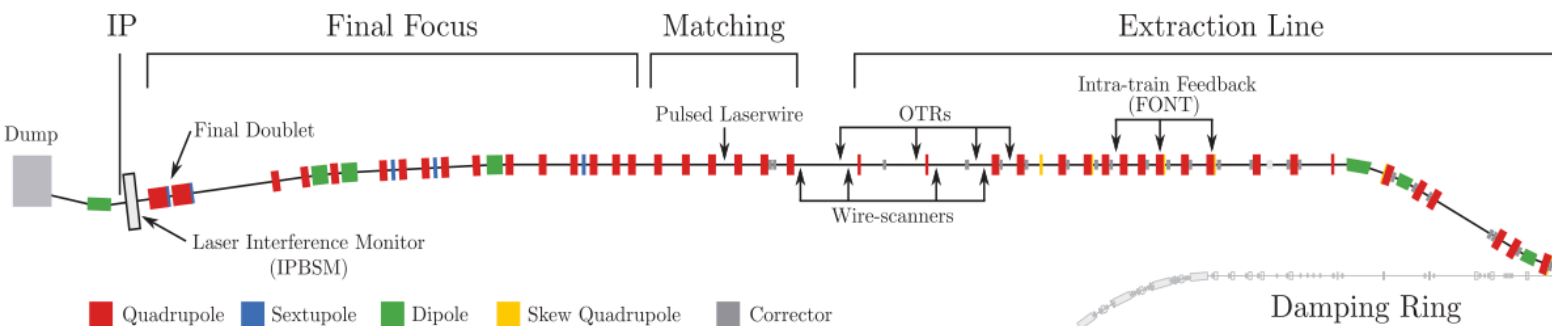 IP
Final Focus
Matching
Extraction Line
Intra-train Feedback
(FONT)
Pulsed Laserwire
OTRs
Dump
Final Doublet
Wire-scanners
Laser Interference Monitor
(IPBSM)
Damping Ring
Quadrupole
Sextupole
Dipole
Skew Quadrupole
Corrector